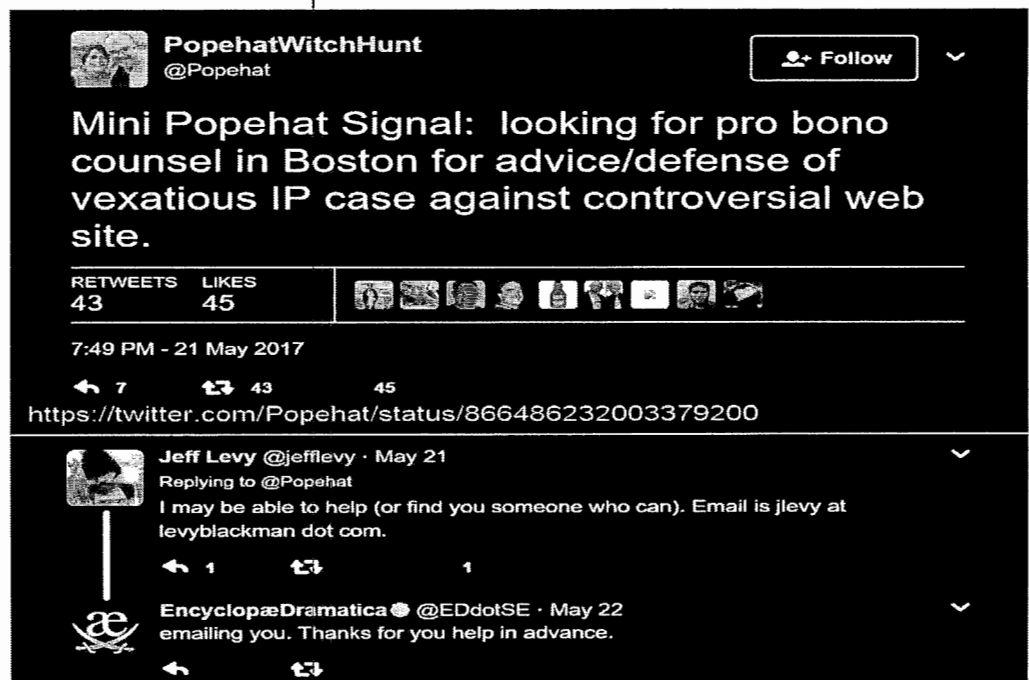 PopehatWitchHunt
@Popehat
Follow
Mini Popehat Signal: looking for pro bono
counsel in Boston for advice/defense of
vexatious IP case against controversial web
site.
RETWEETS LIKES
43 45
7:49 PM - 21 May 2017
7 43 45
https://twitter.com/Popehat/status/866486232003379200
Jeff Levy @jefflevy · May 21
Replying to @Popehat
I may be able to help (or find you someone who can). Email is jlevy at
levyblackman dot com.
1 1
æ
EncyclopæDramatica @EDdotSE · May 22
emailing you. Thanks for you help in advance.